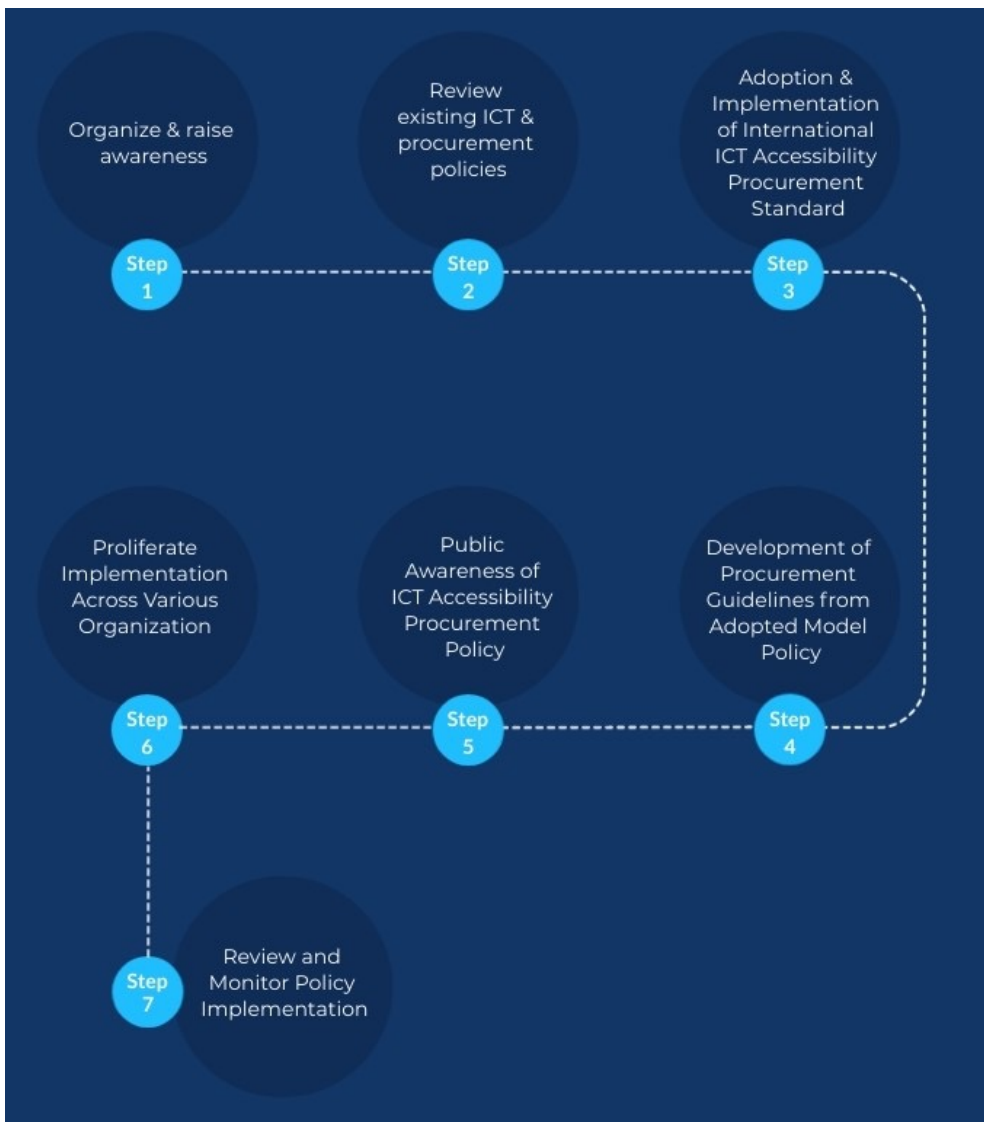 Organize & raise
awareness
Step
1
Review
existing ICT &
procurement
policies
Step
2
Adoption &
Implementation
of International
ICT Accessibility
Procurement
Standard
Step
3
Development of
Procurement
Guidelines from
Adopted Model
Policy
Step
4
Public
Awareness of
ICT Accessibility
Procurement
Policy
Step
5
Proliferate
Implementation
Across Various
Organization
Step
6
Review and
Monitor Policy
Implementation
Step
7